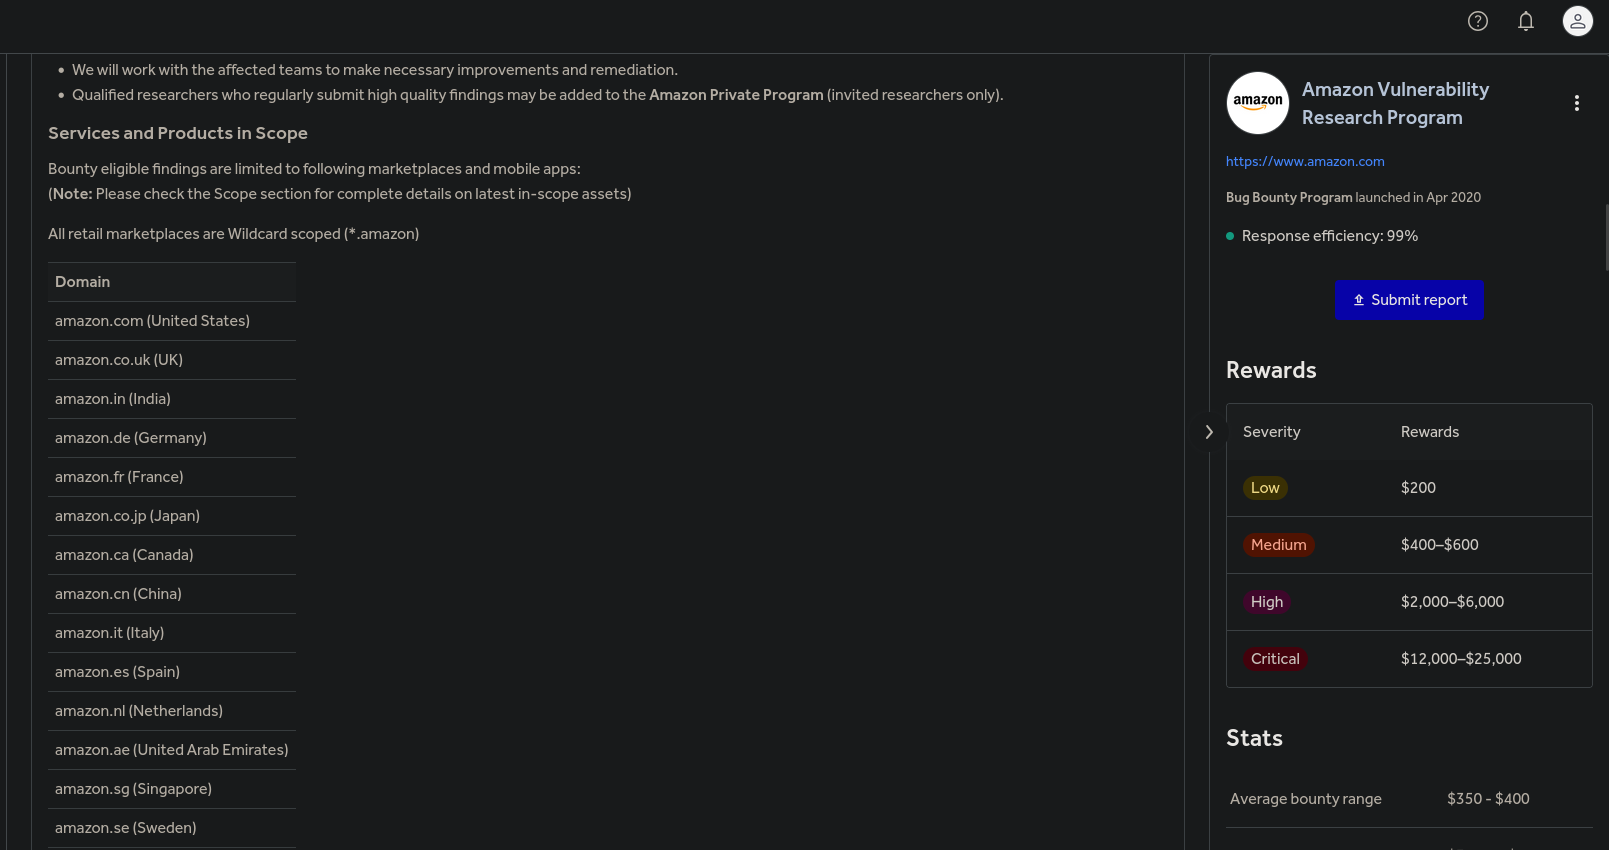 We will work with the affected teams to make necessary improvements and remediation.
Qualified researchers who regularly submit high quality findings may be added to the Amazon Private Program (invited researchers only).
Services and Products in Scope
Bounty eligible findings are limited to following marketplaces and mobile apps:
(Note: Please check the Scope section for complete details on latest in-scope assets)
All retail marketplaces are Wildcard scoped (*.amazon)
Domain
amazon.com (United States)
amazon.co.uk (UK)
amazon.in (India)
amazon.de (Germany)
amazon.fr (France)
amazon.co.jp (Japan)
amazon.ca (Canada)
amazon.cn (China)
amazon.it (Italy)
amazon.es (Spain)
amazon.nl (Netherlands)
amazon.ae (United Arab Emirates)
amazon.sg (Singapore)
amazon.se (Sweden)
amazon
Amazon Vulnerability
Research Program
https://www.amazon.com
Bug Bounty Program launched in Apr 2020
Response efficiency: 99%
Submit report
Rewards
Severity Rewards
Low $200
Medium $400–$600
High $2,000–$6,000
Critical $12,000–$25,000
Stats
Average bounty range $350 - $400